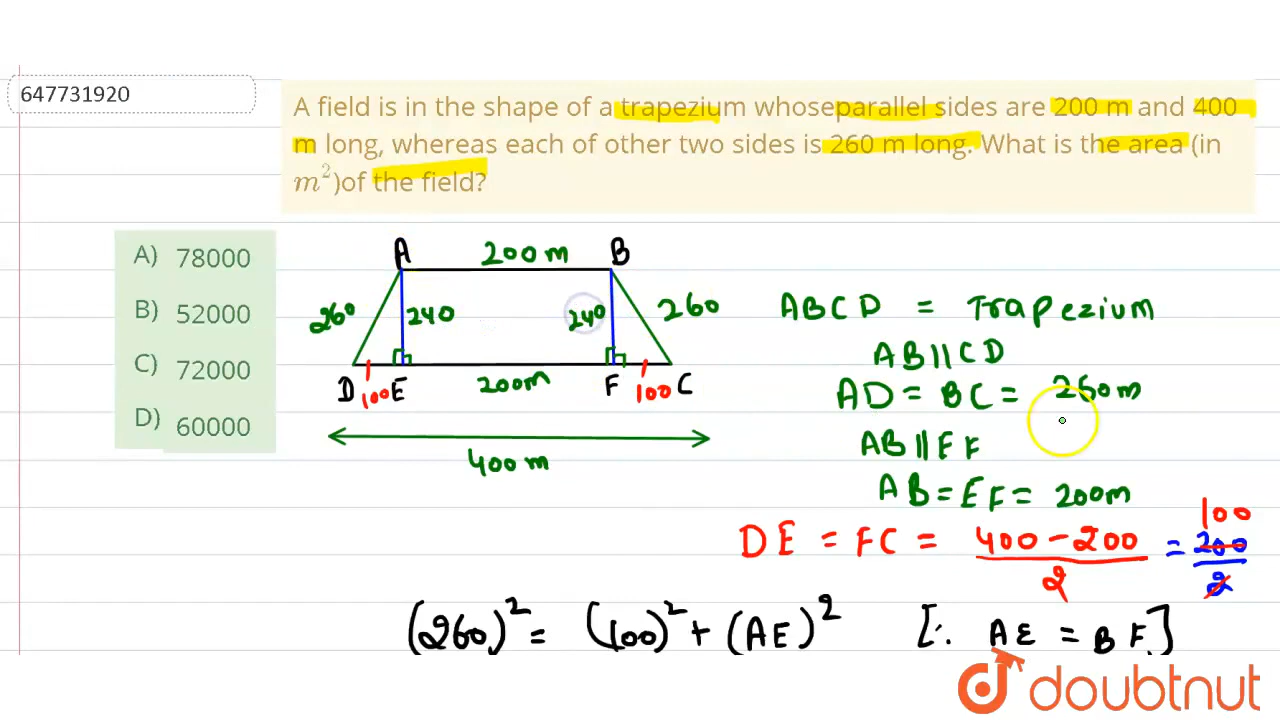 647731920
A field is in the shape of a trapezium whoseparallel sides are 200 m and 400
m long, whereas each of other two sides is 260 m long. What is the area (in
m²)of the field?
A) 78000
B) 52000
C) 72000
D) 60000
A 200 m B
260 240 240 260
D 100 E 200m F 100 C
400 m
ABCD = Trapezium
AB || CD
AD = BC = 260m
AB || EF
AB = EF = 200m
DE = FC = (400 - 200)/2 = 200/2 100
(260)² = (100)² + (AE)² [∵ AE = BF]
doubtnut